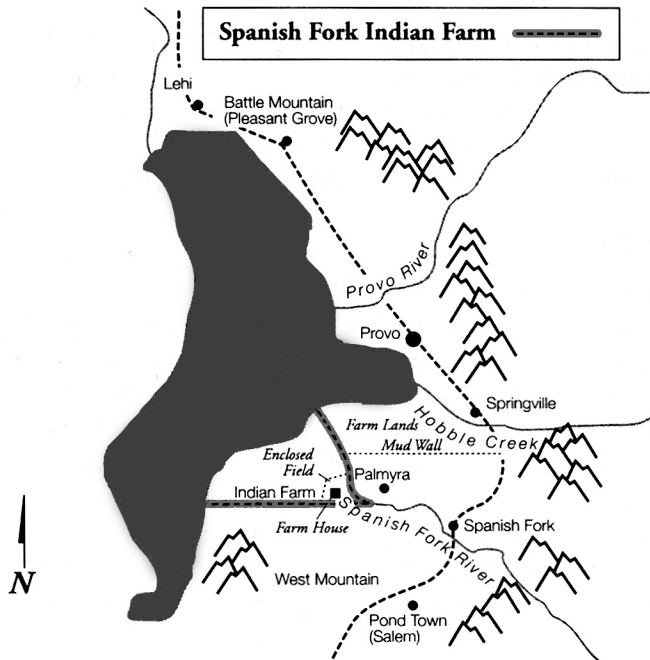 Spanish Fork Indian Farm
Lehi
Battle Mountain
(Pleasant Grove)
Provo River
Provo
Springville
Hobble Creek
Farm Lands
Mud Wall
Enclosed
Field
Palmyra
Indian Farm
Farm House
Spanish Fork River
Spanish Fork
West Mountain
Pond Town
(Salem)
N